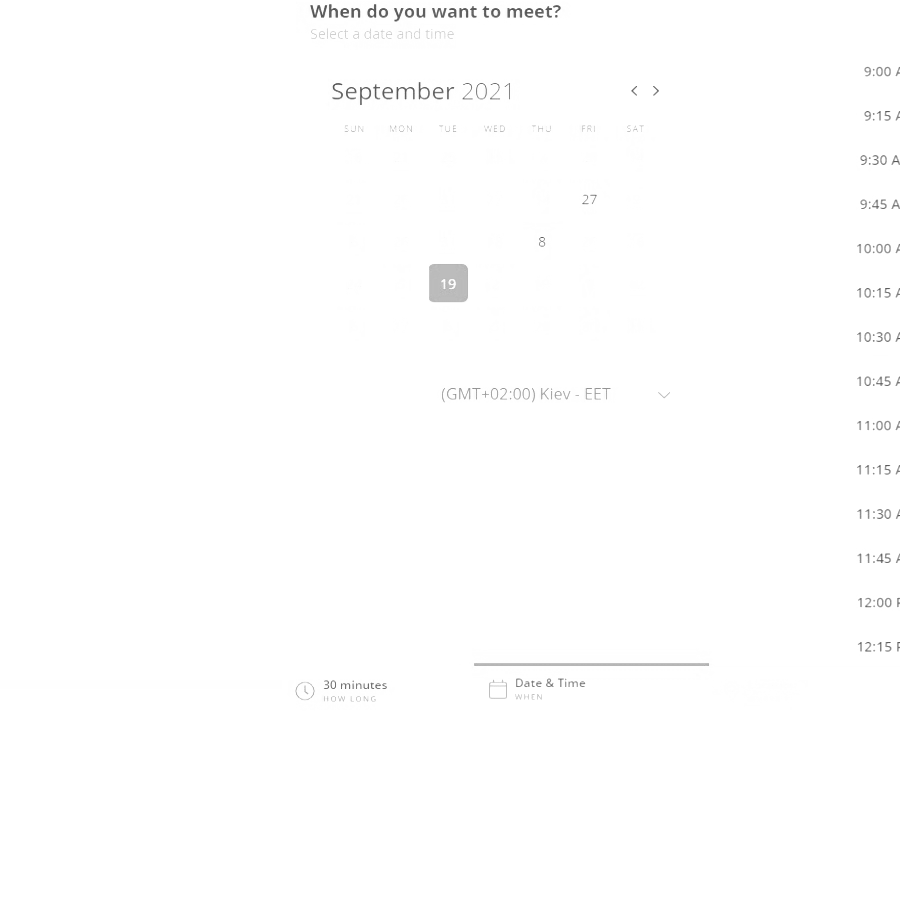 When do you want to meet?
Select a date and time
September 2021
SUN MON TUE WED THU FRI SAT
27
8
19
(GMT+02:00) Kiev - EET
9:00 A
9:15 A
9:30 A
9:45 A
10:00 A
10:15 A
10:30 A
10:45 A
11:00 A
11:15 A
11:30 A
11:45 A
12:00 P
12:15 P
30 minutes
HOW LONG
Date & Time
WHEN